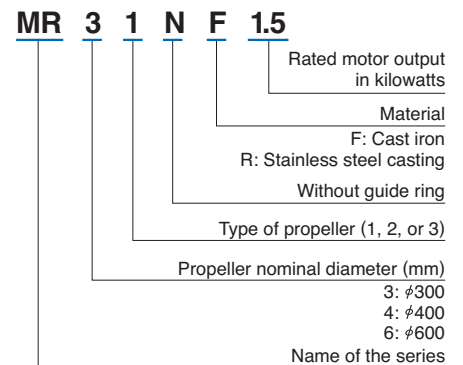 MR 3 1 N F 1.5
Rated motor output
in kilowatts
Material
F: Cast iron
R: Stainless steel casting
Without guide ring
Type of propeller (1, 2, or 3)
Propeller nominal diameter (mm)
3: ϕ300
4: ϕ400
6: ϕ600
Name of the series